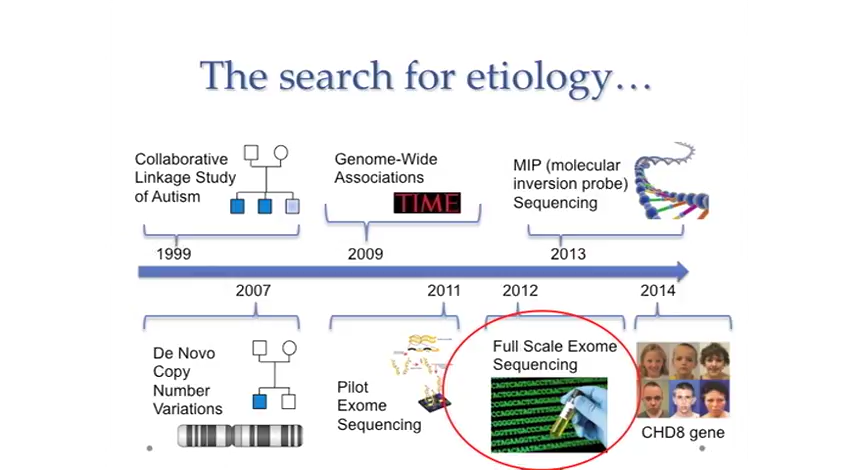 The search for etiology…
Collaborative
Linkage Study
of Autism
Genome-Wide
Associations
TIME
MIP (molecular
inversion probe)
Sequencing
1999
2009
2013
2007
2011
2012
2014
De Novo
Copy
Number
Variations
Pilot
Exome
Sequencing
Full Scale Exome
Sequencing
CHD8 gene